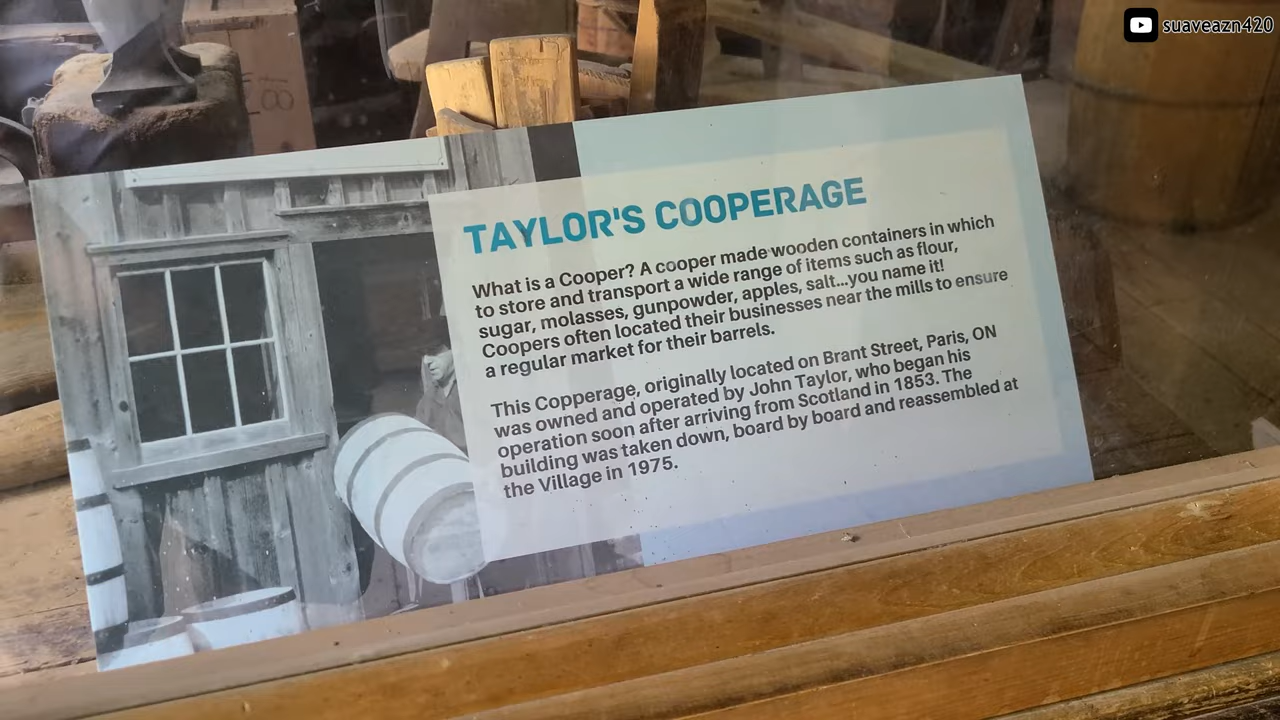 suaveazn420
TAYLOR'S COOPERAGE
What is a Cooper? A cooper made wooden containers in which
to store and transport a wide range of items such as flour,
sugar, molasses, gunpowder, apples, salt...you name it!
Coopers often located their businesses near the mills to ensure
a regular market for their barrels.
This Copperage, originally located on Brant Street, Paris, ON
was owned and operated by John Taylor, who began his
operation soon after arriving from Scotland in 1853. The
building was taken down, board by board and reassembled at
the Village in 1975.